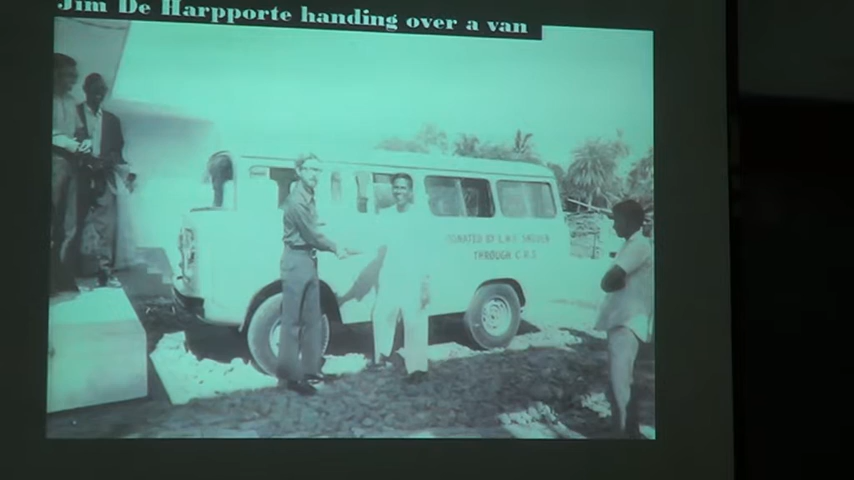 Jim De Harpporte handing over a van
DONATED BY L.W.F. SWEDEN
THROUGH C.R.S.